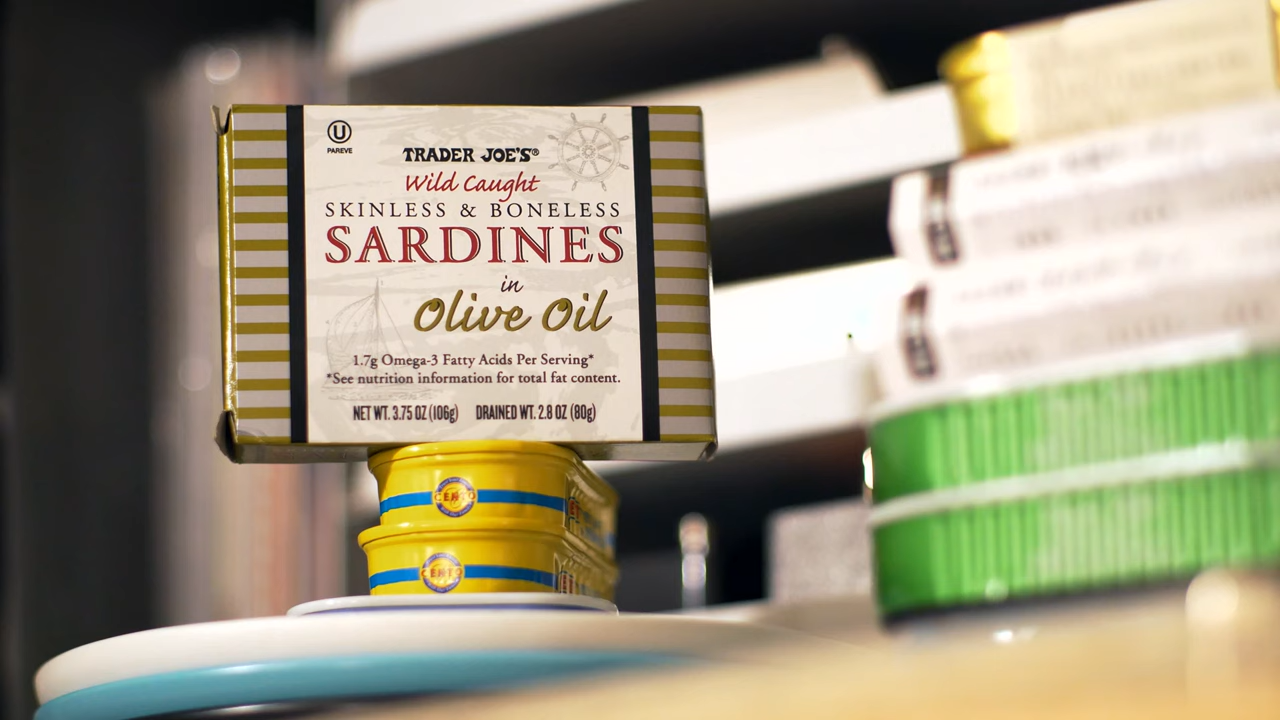 U
PAREVE
TRADER JOE'S®
Wild Caught
SKINLESS & BONELESS
SARDINES
in
Olive Oil
1.7g Omega-3 Fatty Acids Per Serving*
*See nutrition information for total fat content.
NET WT. 3.75 OZ (106g) DRAINED WT. 2.8 OZ (80g)
CENTO
CENTO